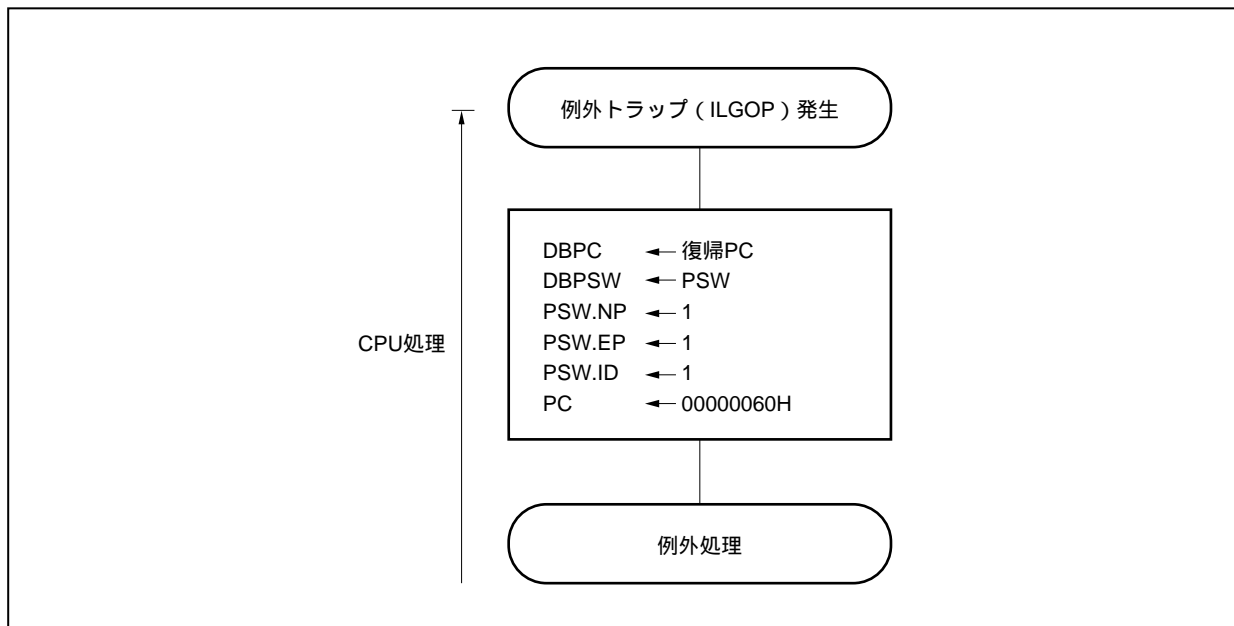 例外トラップ（ILGOP）発生
DBPC ← 復帰PC
DBPSW ← PSW
PSW.NP ← 1
PSW.EP ← 1
PSW.ID ← 1
PC ← 00000060H
CPU処理
例外処理